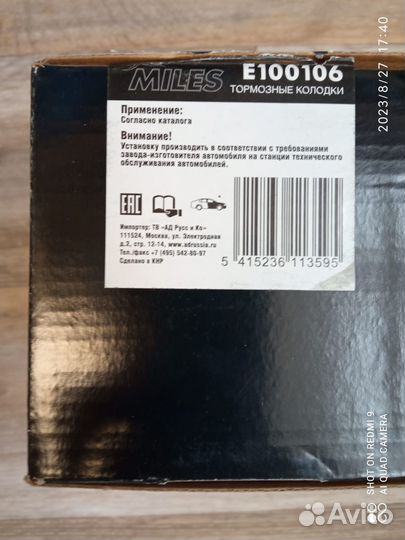 MILES E100106
ТОРМОЗНЫЕ КОЛОДКИ
Применение:
Согласно каталога
Внимание!
Установку производить в соответствии с требованиями
завода-изготовителя автомобиля на станции технического
обслуживания автомобилей.
EAC
Импортер: ТВ «АД Русс и Ко»
111524, Москва, ул. Электродная
д.2, стр. 12-14, www.adrussia.ru
Тел./факс +7 (495) 542-80-97
Сделано в КНР
5 415236 113595
2023/8/27 17:40
SHOT ON REDMI 9
AI QUAD CAMERA
Avito